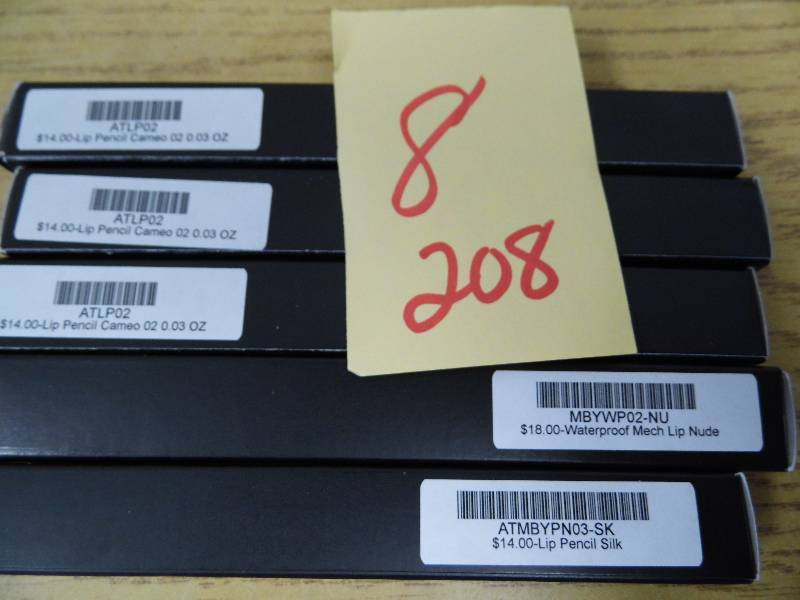 8
208
ATLP02
$14.00-Lip Pencil Cameo 02 0.03 OZ
ATLP02
$14.00-Lip Pencil Cameo 02 0.03 OZ
ATLP02
$14.00-Lip Pencil Cameo 02 0.03 OZ
MBYWP02-NU
$18.00-Waterproof Mech Lip Nude
ATMBYPN03-SK
$14.00-Lip Pencil Silk